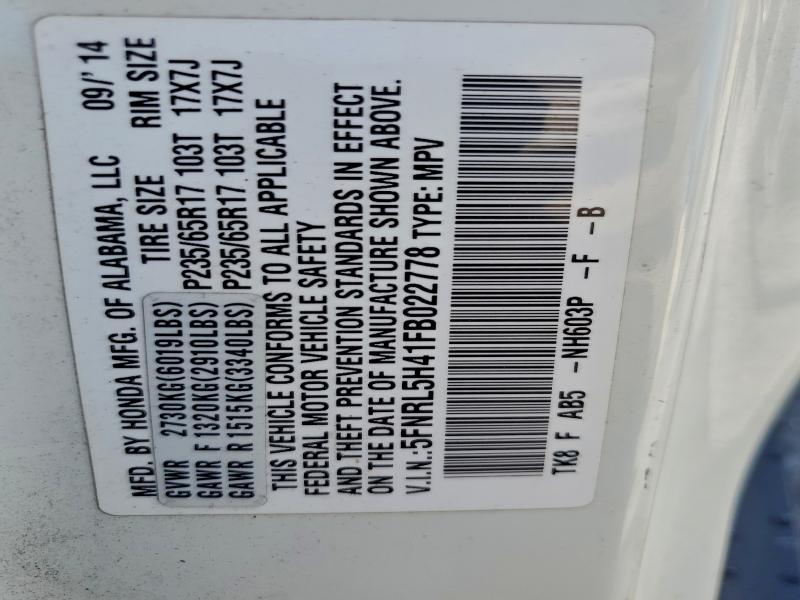 MFD. BY HONDA MFG. OF ALABAMA, LLC 09/'14
TIRE SIZE RIM SIZE
GVWR 2730KG(6019LBS)
GAWR F 1320KG(2910LBS) P235/65R17 103T 17X7J
GAWR R 1515KG(3340LBS) P235/65R17 103T 17X7J
THIS VEHICLE CONFORMS TO ALL APPLICABLE
FEDERAL MOTOR VEHICLE SAFETY
AND THEFT PREVENTION STANDARDS IN EFFECT
ON THE DATE OF MANUFACTURE SHOWN ABOVE.
V.I.N.:5FNRL5H41FB022778 TYPE: MPV
TK8 F AB5 -NH603P -F -B